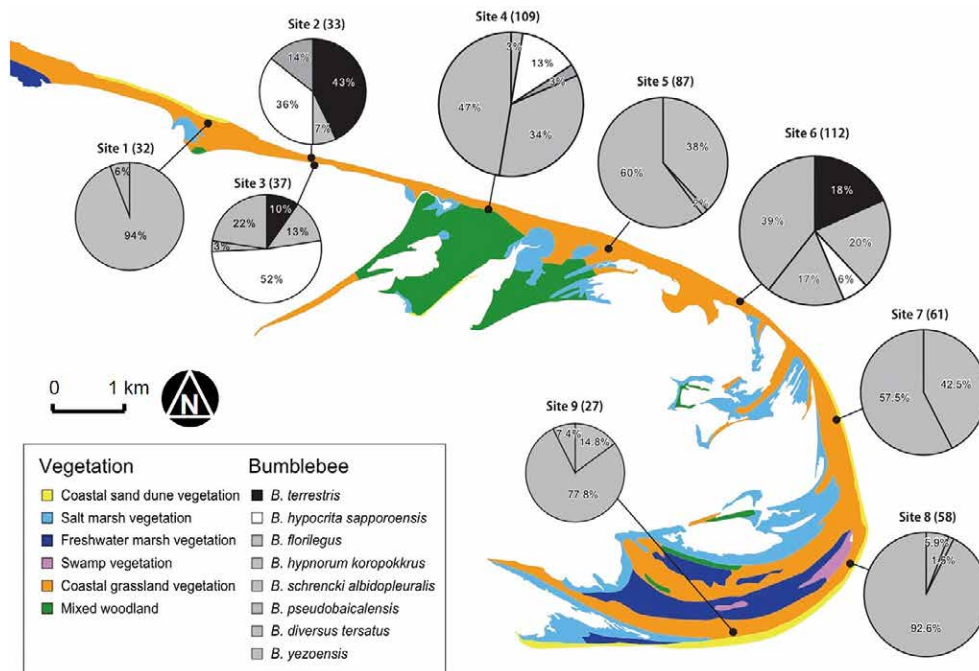 Site 2 (33)
14%
43%
36%
7%
Site 4 (109)
3%
13%
3%
47%
34%
Site 5 (87)
38%
60%
2%
Site 6 (112)
18%
39%
20%
17%
6%
Site 1 (32)
6%
94%
Site 3 (37)
10%
22%
13%
3%
52%
Site 7 (61)
42.5%
57.5%
0 1 km
N
Site 9 (27)
7.4%
14.8%
77.8%
Site 8 (58)
5.9%
92.6%
Vegetation
Coastal sand dune vegetation
Salt marsh vegetation
Freshwater marsh vegetation
Swamp vegetation
Coastal grassland vegetation
Mixed woodland
Bumblebee
B. terrestris
B. hypocrita sapporoensis
B. florilegus
B. hypnorum koropokkrus
B. schrencki albidopleuralis
B. pseudobaicalensis
B. diversus tersatus
B. yezoensis